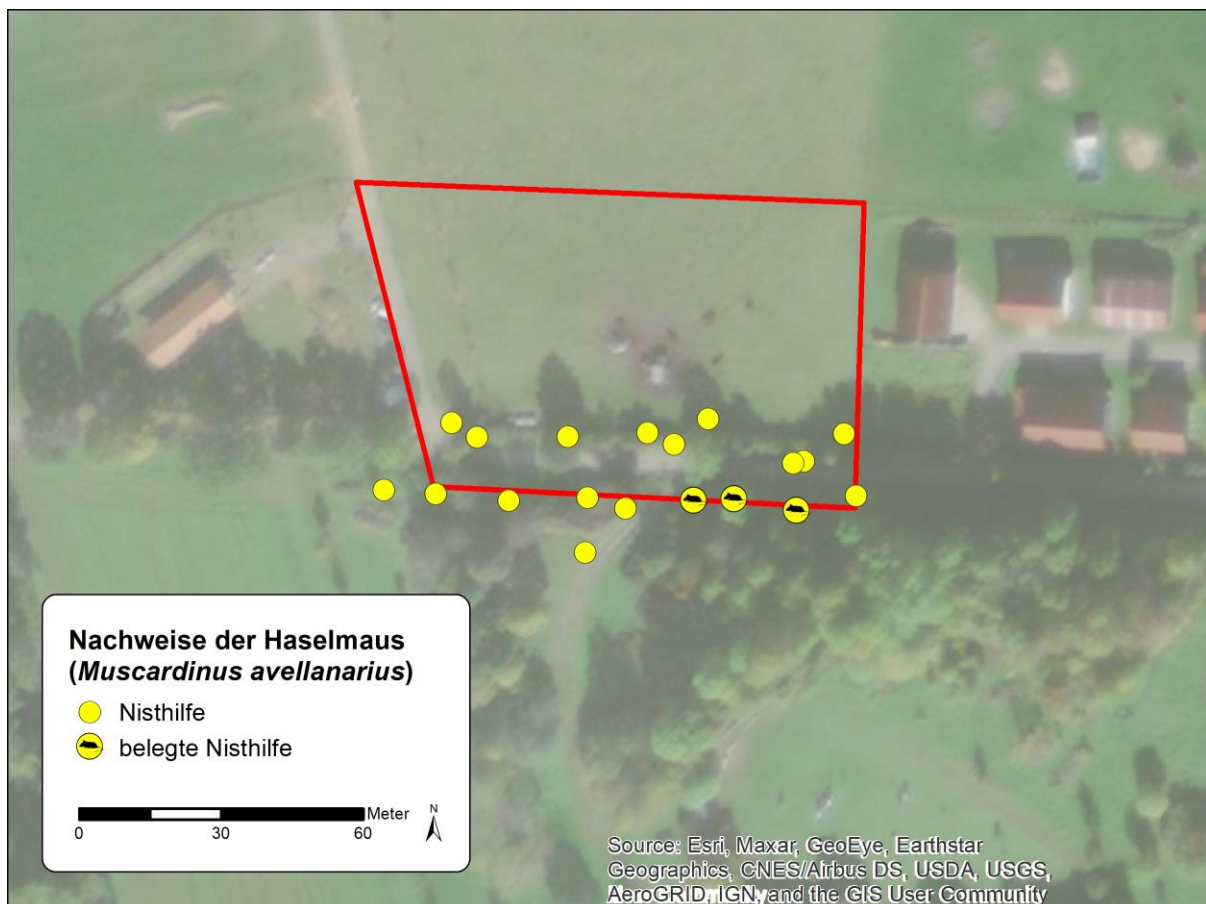 Nachweise der Haselmaus
(Muscardinus avellanarius)
Nisthilfe
belegte Nisthilfe
Meter
0 30 60
N
Source: Esri, Maxar, GeoEye, Earthstar
Geographics, CNES/Airbus DS, USDA, USGS,
AeroGRID, IGN, and the GIS User Community